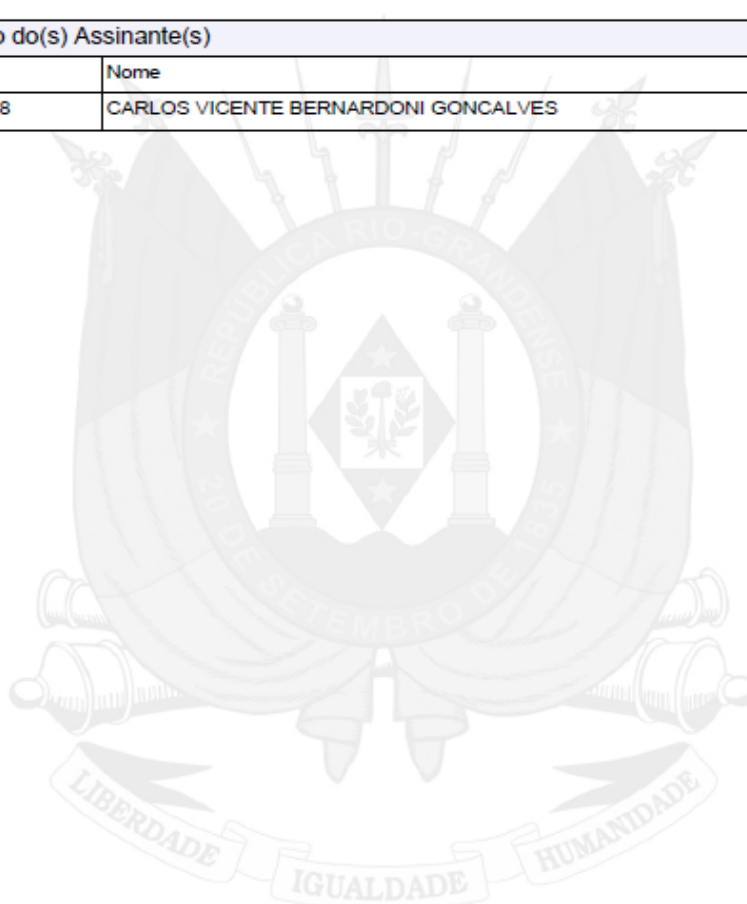 o do(s) Assinante(s)
Nome
8 CARLOS VICENTE BERNARDONI GONCALVES
REPUBLICA RIO-GRANDENSE
20 DE SETEMBRO DE 1835
LIBERDADE IGUALDADE HUMANIDADE